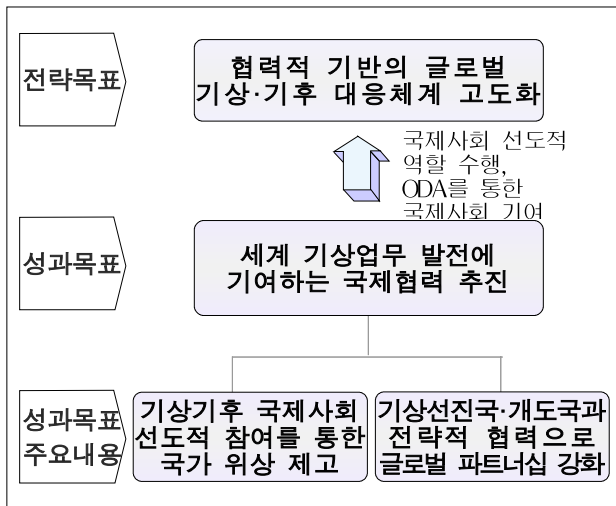 전략목표
협력적 기반의 글로벌
기상·기후 대응체계 고도화
국제사회 선도적
역할 수행,
ODA를 통한
국제사회 기여
성과목표
세계 기상업무 발전에
기여하는 국제협력 추진
성과목표
주요내용
기상기후 국제사회
선도적 참여를 통한
국가 위상 제고
기상선진국·개도국과
전략적 협력으로
글로벌 파트너십 강화